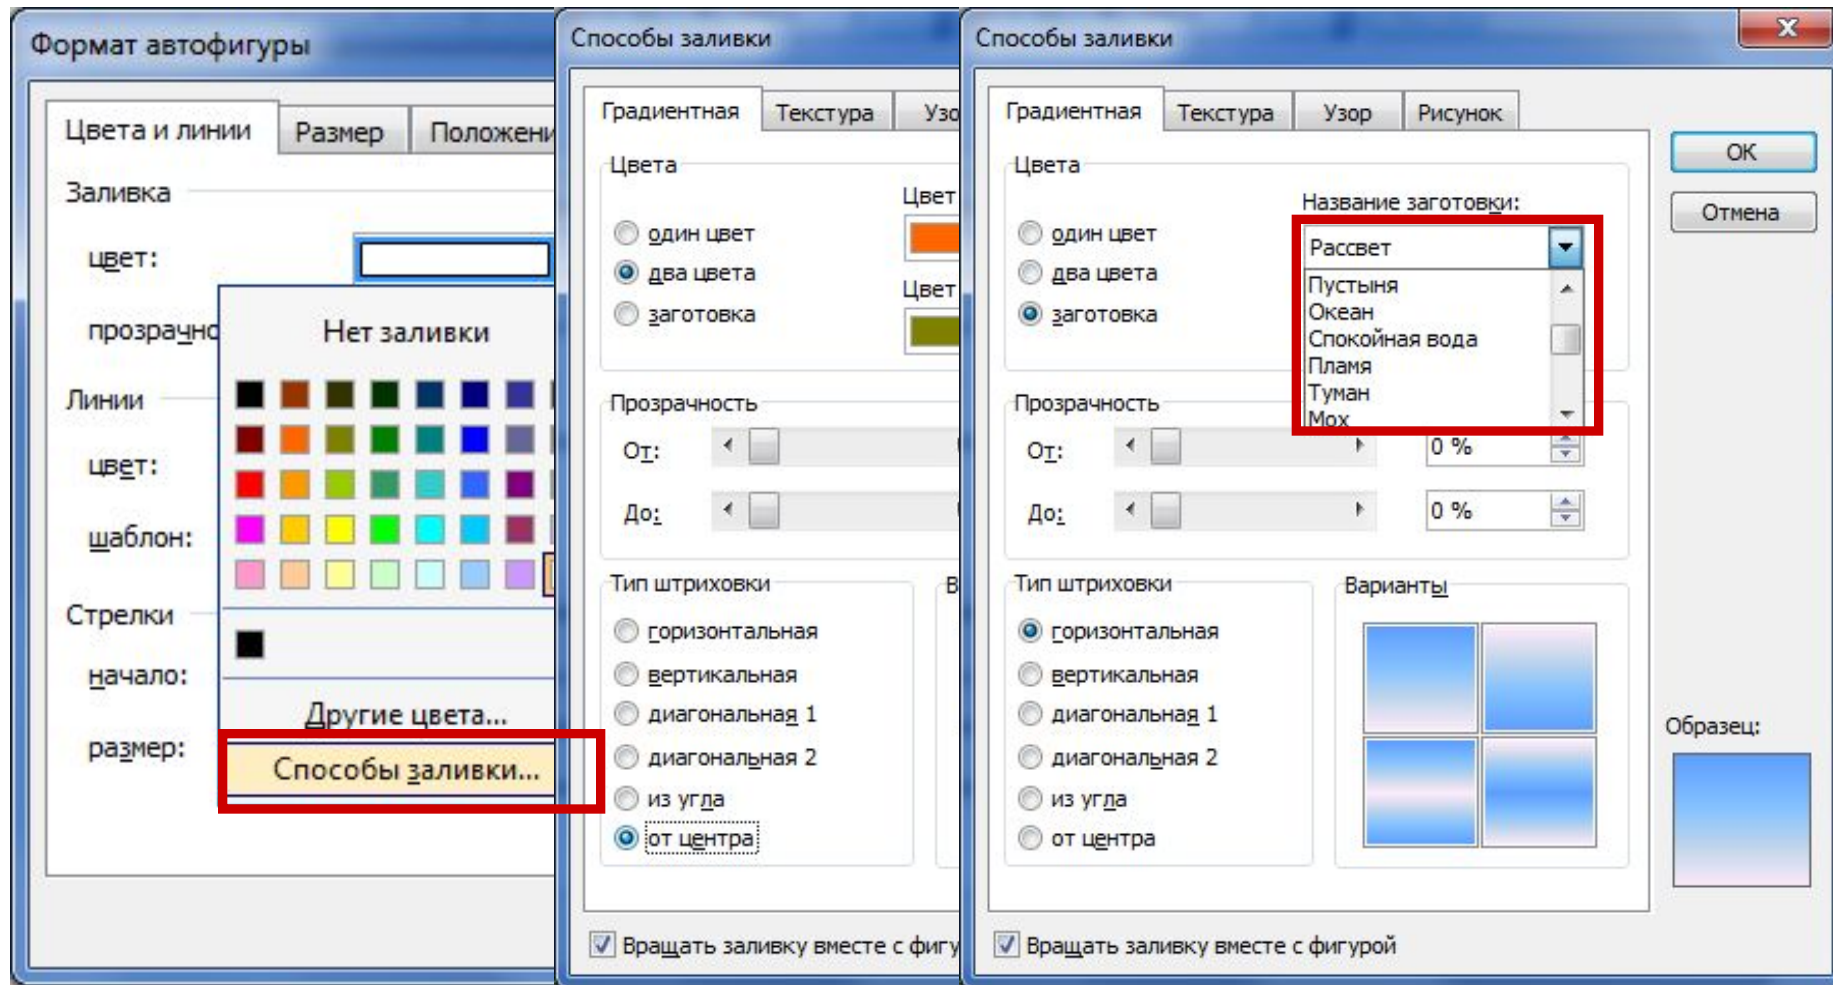 Формат автофигуры
Цвета и линии
Размер
Положени
Заливка
цвет:
прозрачно
Нет заливки
Линии
цвет:
шаблон:
Стрелки
начало:
Другие цвета...
размер:
Способы заливки...
Способы заливки
Градиентная
Текстура
Узо
Цвета
Цвет
один цвет
два цвета
Цвет
заготовка
Прозрачность
От:
До:
Тип штриховки
В
горизонтальная
вертикальная
диагональная 1
диагональная 2
из угла
от центра
Вращать заливку вместе с фигу
Способы заливки
Градиентная
Текстура
Узор
Рисунок
ОК
Отмена
Цвета
Название заготовки:
один цвет
Рассвет
два цвета
Пустыня
заготовка
Океан
Спокойная вода
Пламя
Туман
Мох
Прозрачность
От:
0 %
До:
0 %
Тип штриховки
Варианты
горизонтальная
вертикальная
диагональная 1
диагональная 2
из угла
от центра
Образец:
Вращать заливку вместе с фигурой